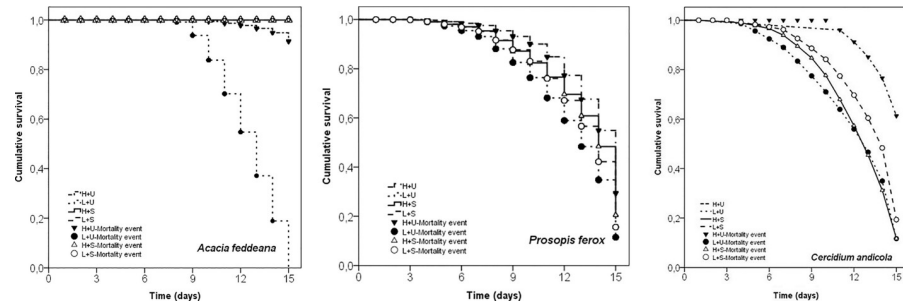 1,0
0,8
0,6
0,4
0,2
0,0
Cumulative survival
H+U
L+U
H+S
L+S
H+U-Mortality event
L+U-Mortality event
H+S-Mortality event
L+S-Mortality event
Acacia feddeana
0 3 6 9 12 15
Time (days)
1,0
0,8
0,6
0,4
0,2
0,0
Cumulative survival
H+U
L+U
H+S
L+S
H+U-Mortality event
L+U-Mortality event
H+S-Mortality event
L+S-Mortality event
Prosopis ferox
0 3 6 9 12 15
Time (days)
1,0
0,8
0,6
0,4
0,2
0,0
Cumulative survival
H+U
L+U
H+S
L+S
H+U-Mortality event
L+U-Mortality event
H+S-Mortality event
L+S-Mortality event
Cercidium andicola
0 3 6 9 12 15
Time (days)